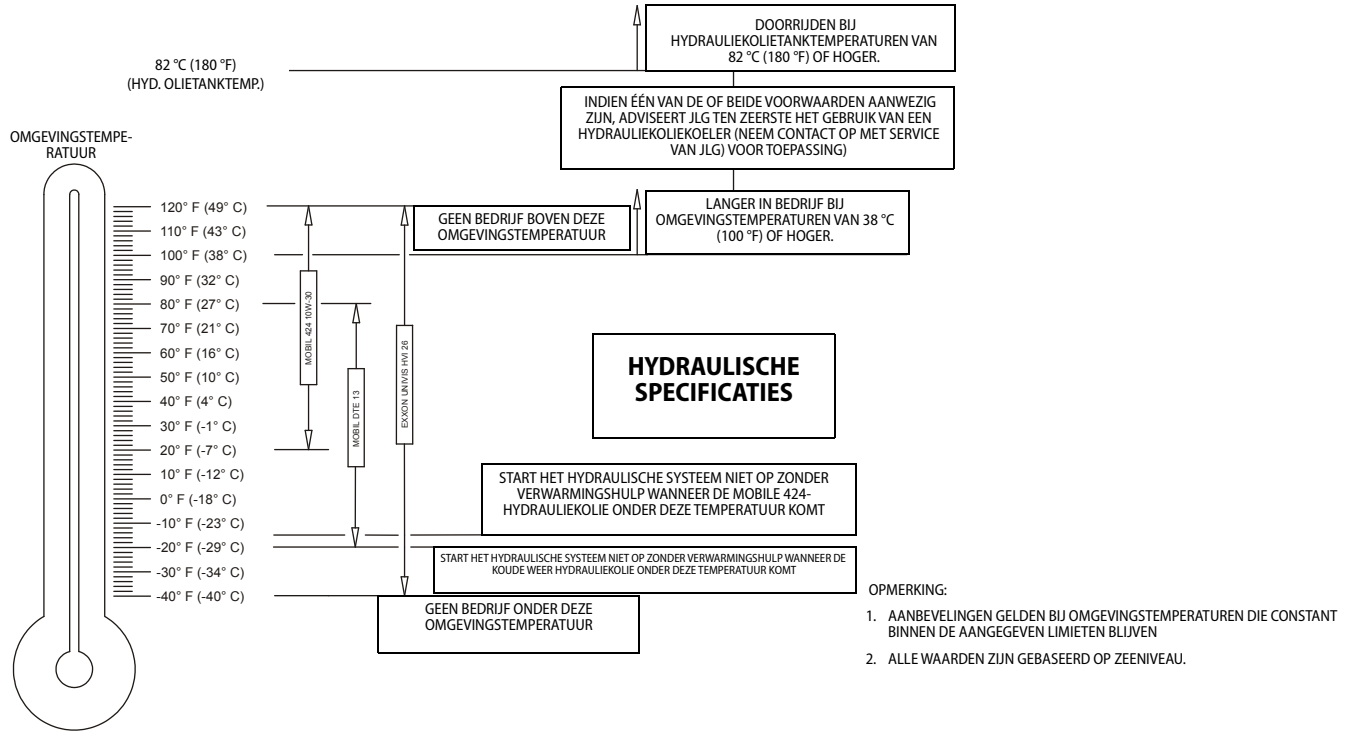 DOORRIJDEN BIJ
HYDRAULIEKOLIETANKTEMPERATUREN VAN
82 °C (180 °F) OF HOGER.
82 °C (180 °F)
(HYD. OLIETANKTEMP.)
INDIEN ÉÉN VAN DE OF BEIDE VOORWAARDEN AANWEZIG
ZIJN, ADVISEERT JLG TEN ZEERSTE HET GEBRUIK VAN EEN
HYDRAULIEKOLIEKOELER (NEEM CONTACT OP MET SERVICE
VAN JLG) VOOR TOEPASSING)
OMGEVINGSTEMPE-
RATUUR
120° F (49° C)
110° F (43° C)
100° F (38° C)
90° F (32° C)
80° F (27° C)
70° F (21° C)
60° F (16° C)
50° F (10° C)
40° F (4° C)
30° F (-1° C)
20° F (-7° C)
10° F (-12° C)
0° F (-18° C)
-10° F (-23° C)
-20° F (-29° C)
-30° F (-34° C)
-40° F (-40° C)
MOBIL 424 10W-30
MOBIL DTE 13
EXXON UNIVIS HVI 26
GEEN BEDRIJF BOVEN DEZE
OMGEVINGSTEMPERATUUR
LANGER IN BEDRIJF BIJ
OMGEVINGSTEMPERATUREN VAN 38 °C
(100 °F) OF HOGER.
HYDRAULISCHE
SPECIFICATIES
START HET HYDRAULISCHE SYSTEEM NIET OP ZONDER
VERWARMINGSHULP WANNEER DE MOBILE 424-
HYDRAULIEKOLIE ONDER DEZE TEMPERATUUR KOMT
START HET HYDRAULISCHE SYSTEEM NIET OP ZONDER VERWARMINGSHULP WANNEER DE
KOUDE WEER HYDRAULIEKOLIE ONDER DEZE TEMPERATUUR KOMT
GEEN BEDRIJF ONDER DEZE
OMGEVINGSTEMPERATUUR
OPMERKING:
1. AANBEVELINGEN GELDEN BIJ OMGEVINGSTEMPERATUREN DIE CONSTANT
BINNEN DE AANGEGEVEN LIMIETEN BLIJVEN
2. ALLE WAARDEN ZIJN GEBASEERD OP ZEENIVEAU.